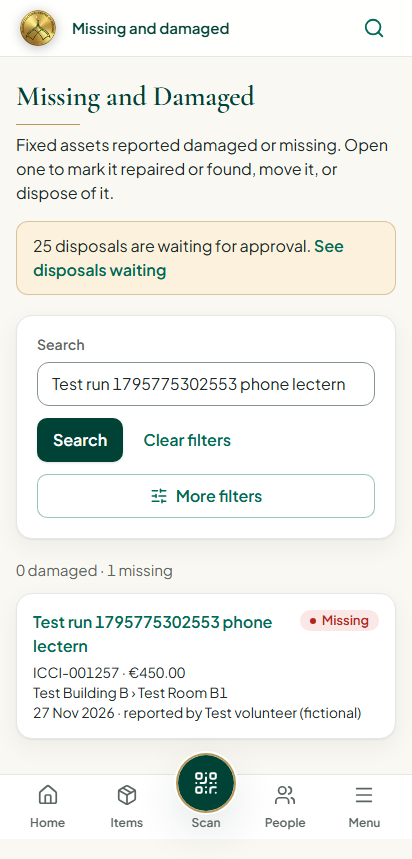 Missing and damaged
Missing and Damaged
Fixed assets reported damaged or missing. Open
one to mark it repaired or found, move it, or
dispose of it.
25 disposals are waiting for approval. See
disposals waiting
Search
Test run 1795775302553 phone lectern
Search
Clear filters
More filters
0 damaged · 1 missing
Test run 1795775302553 phone
lectern
Missing
ICCI-001257 · €450.00
Test Building B › Test Room B1
27 Nov 2026 · reported by Test volunteer (fictional)
Home
Items
Scan
People
Menu